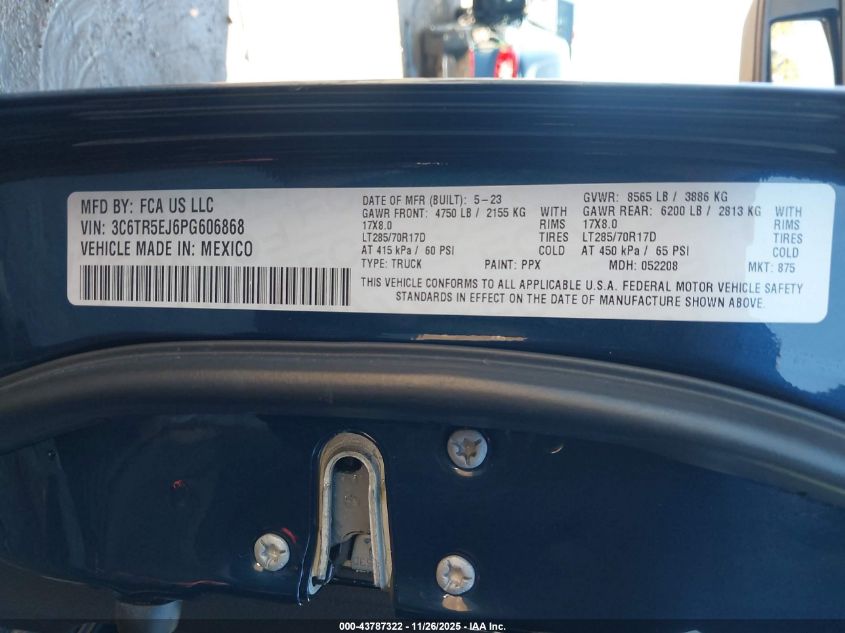 MFD BY: FCA US LLC
VIN: 3C6TR5EJ6PG606868
VEHICLE MADE IN: MEXICO
DATE OF MFR (BUILT): 5-23
GAWR FRONT: 4750 LB / 2155 KG WITH
17X8.0 RIMS
LT285/70R17D TIRES
AT 415 kPa / 60 PSI COLD
TYPE: TRUCK PAINT: PPX
GVWR: 8565 LB / 3886 KG
GAWR REAR: 6200 LB / 2813 KG WITH
17X8.0 RIMS
LT285/70R17D TIRES
AT 450 kPa / 65 PSI COLD
MDH: 052208 MKT: 875
THIS VEHICLE CONFORMS TO ALL APPLICABLE U.S.A. FEDERAL MOTOR VEHICLE SAFETY
STANDARDS IN EFFECT ON THE DATE OF MANUFACTURE SHOWN ABOVE.
000-43787322 - 11/26/2025 - IAA, Inc.